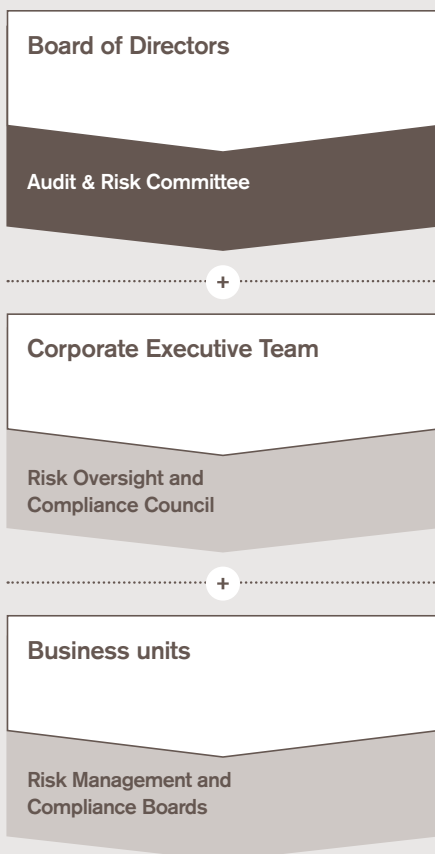 Board of Directors
Audit & Risk Committee
+
Corporate Executive Team
Risk Oversight and
Compliance Council
+
Business units
Risk Management and
Compliance Boards